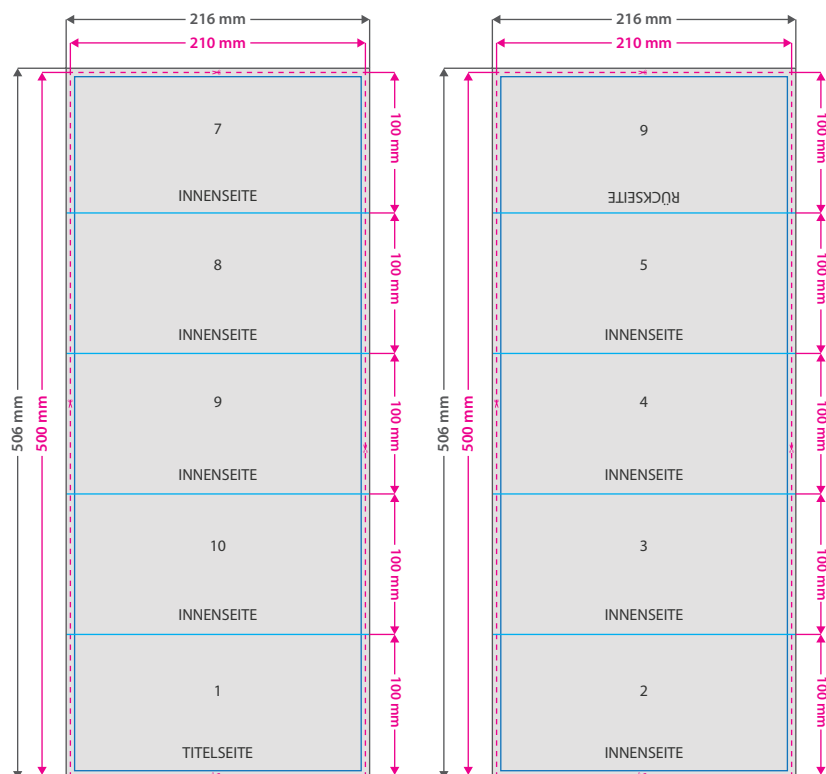 216 mm
210 mm
506 mm
500 mm
7
INNENSEITE
100 mm
8
INNENSEITE
100 mm
9
INNENSEITE
100 mm
10
INNENSEITE
100 mm
1
TITELSEITE
100 mm
216 mm
210 mm
506 mm
500 mm
6
RÜCKSEITE
100 mm
5
INNENSEITE
100 mm
4
INNENSEITE
100 mm
3
INNENSEITE
100 mm
2
INNENSEITE
100 mm